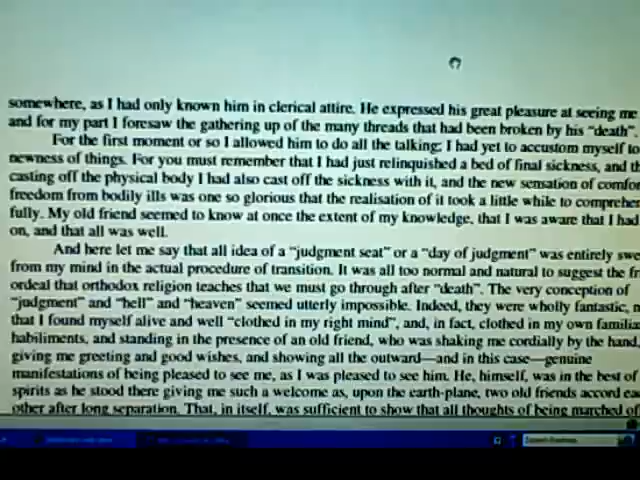 somewhere, as I had only known him in clerical attire. He expressed his great pleasure at seeing me
and for my part I foresaw the gathering up of the many threads that had been broken by his “death”.
For the first moment or so I allowed him to do all the talking; I had yet to accustom myself to
newness of things. For you must remember that I had just relinquished a bed of final sickness, and th
casting off the physical body I had also cast off the sickness with it, and the new sensation of comfor
freedom from bodily ills was one so glorious that the realisation of it took a little while to comprehen
fully. My old friend seemed to know at once the extent of my knowledge, that I was aware that I had
on, and that all was well.
And here let me say that all idea of a “judgment seat” or a “day of judgment” was entirely swe
from my mind in the actual procedure of transition. It was all too normal and natural to suggest the fr
ordeal that orthodox religion teaches that we must go through after “death”. The very conception of
“judgment” and “hell” and “heaven” seemed utterly impossible. Indeed, they were wholly fantastic, n
that I found myself alive and well “clothed in my right mind”, and, in fact, clothed in my own familia
habiliments, and standing in the presence of an old friend, who was shaking me cordially by the hand,
giving me greeting and good wishes, and showing all the outward—and in this case—genuine
manifestations of being pleased to see me, as I was pleased to see him. He, himself, was in the best of
spirits as he stood there giving me such a welcome as, upon the earth-plane, two old friends accord ea
other after long separation. That, in itself, was sufficient to show that all thoughts of being marched of